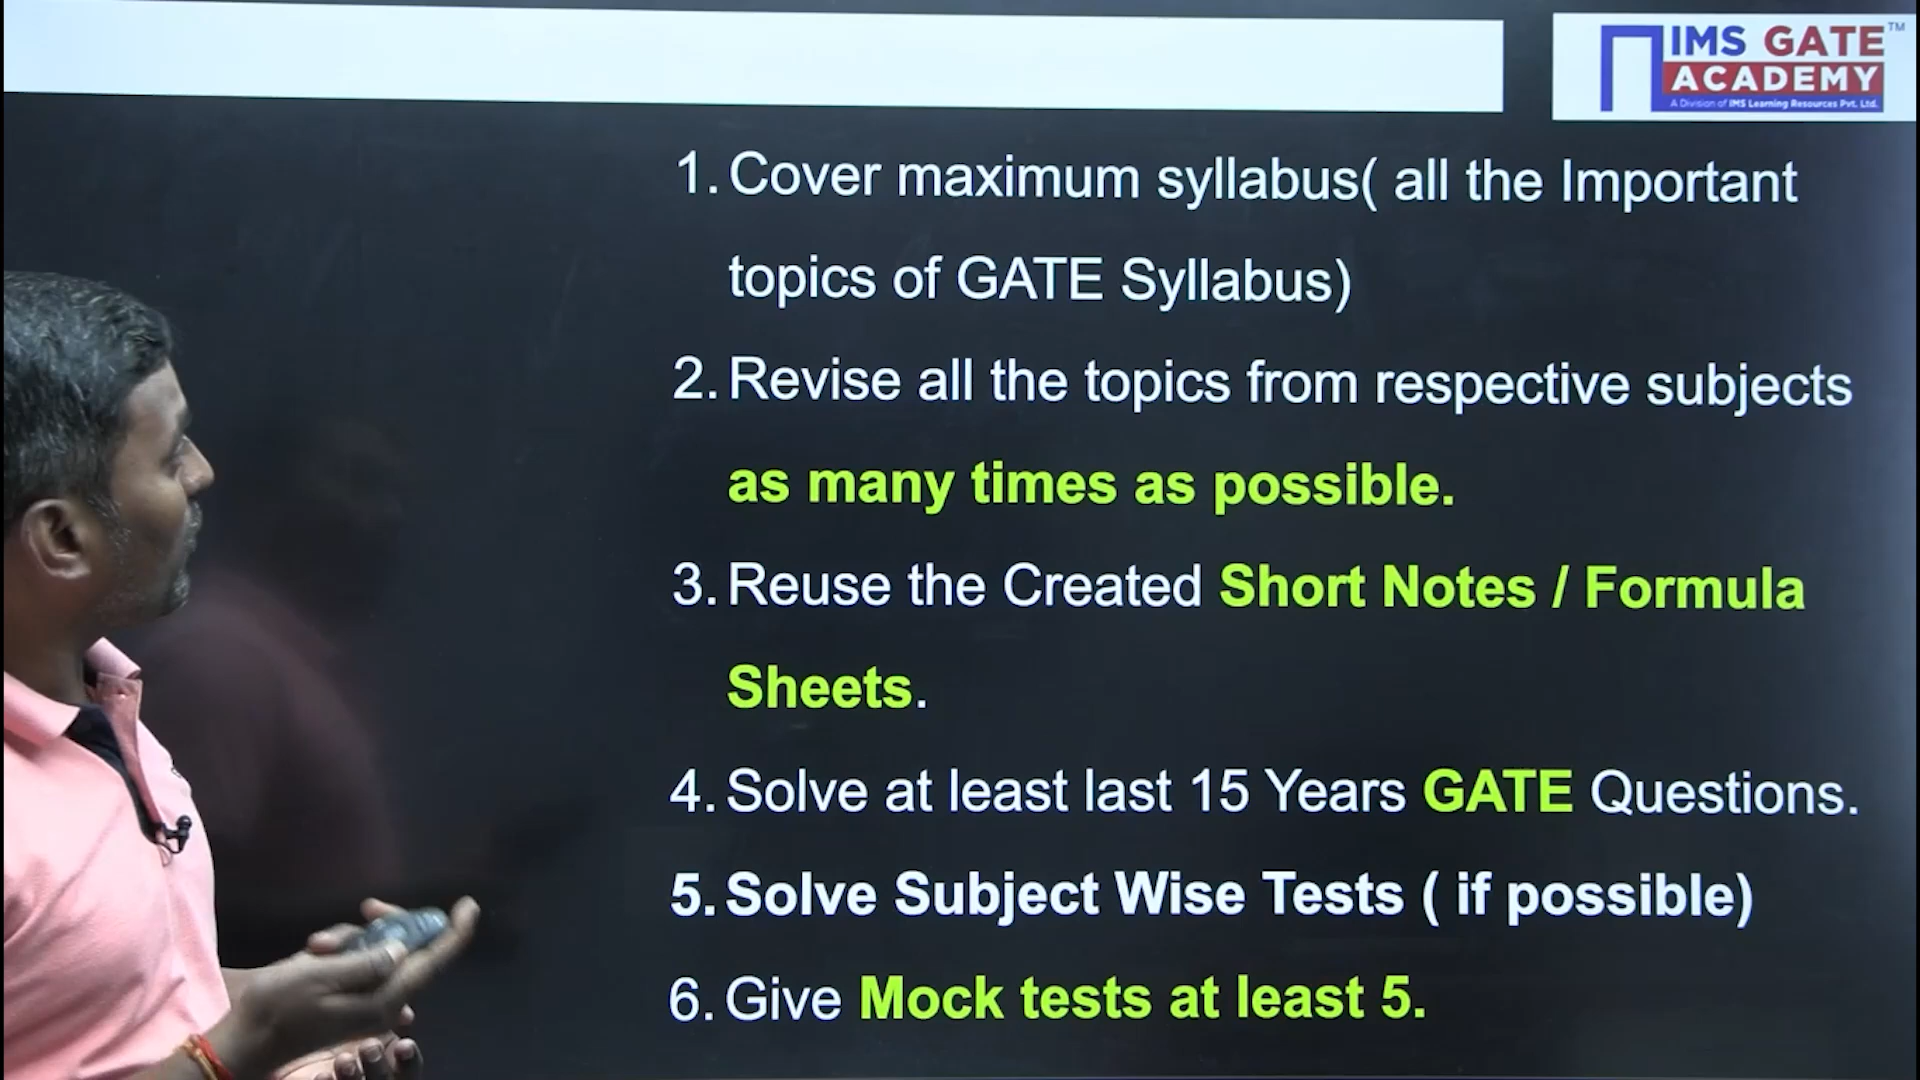 IMS GATE™
ACADEMY
A Division of IMS Learning Resources Pvt. Ltd.
1. Cover maximum syllabus( all the Important
topics of GATE Syllabus)
2. Revise all the topics from respective subjects
as many times as possible.
3. Reuse the Created Short Notes / Formula
Sheets.
4. Solve at least last 15 Years GATE Questions.
5. Solve Subject Wise Tests ( if possible)
6. Give Mock tests at least 5.